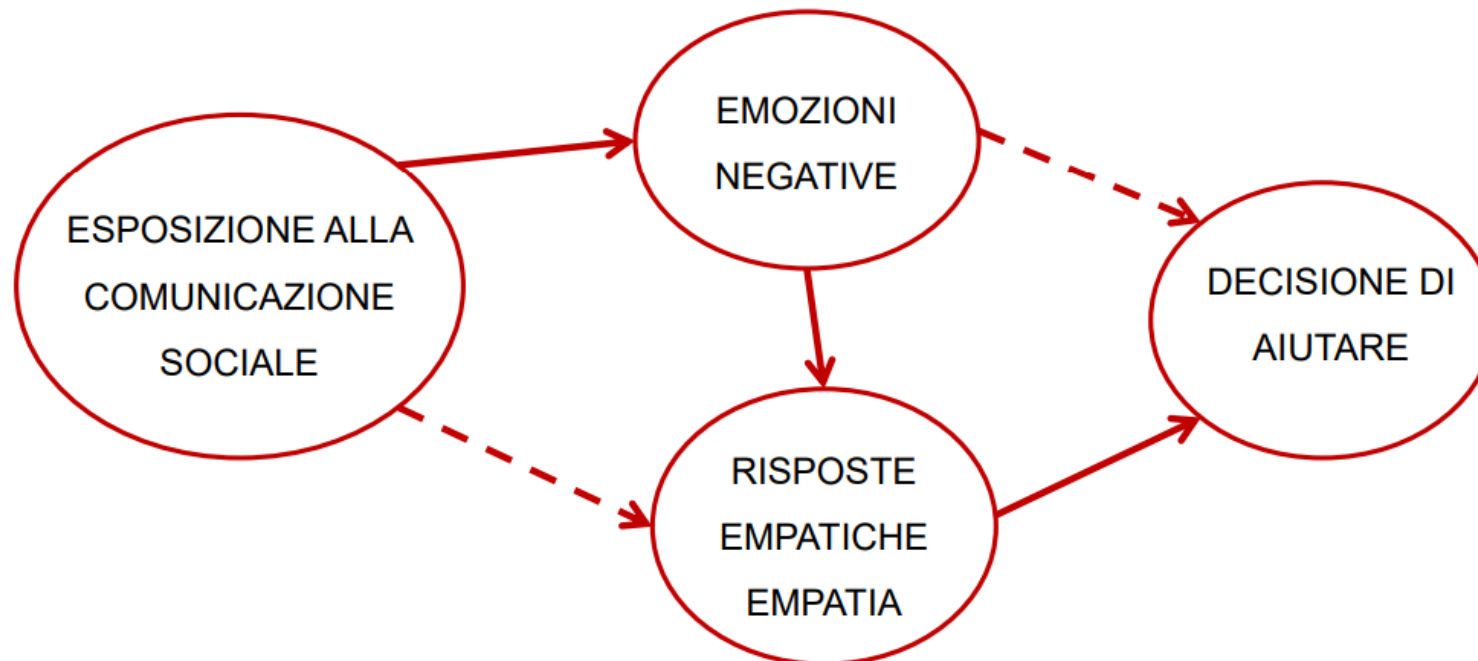 ESPOSIZIONE ALLA
COMUNICAZIONE
SOCIALE
EMOZIONI
NEGATIVE
RISPOSTE
EMPATICHE
EMPATIA
DECISIONE DI
AIUTARE